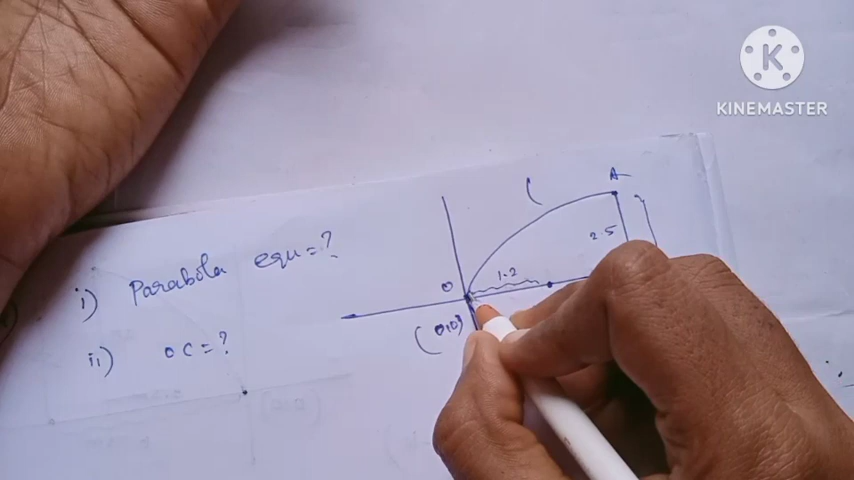 KINEMASTER
A
2.5
1.2
O
(0,0)
i) Parabola equ=?
ii) OC=?